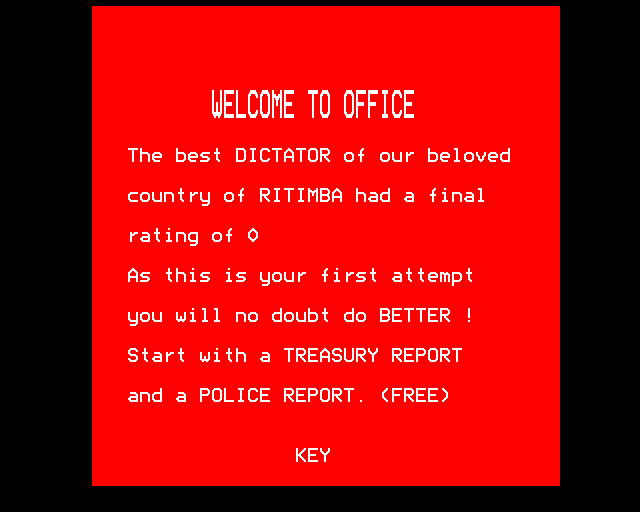 WELCOME TO OFFICE
The best DICTATOR of our beloved
country of RITIMBA had a final
rating of 0
As this is your first attempt
you will no doubt do BETTER !
Start with a TREASURY REPORT
and a POLICE REPORT. (FREE)
KEY